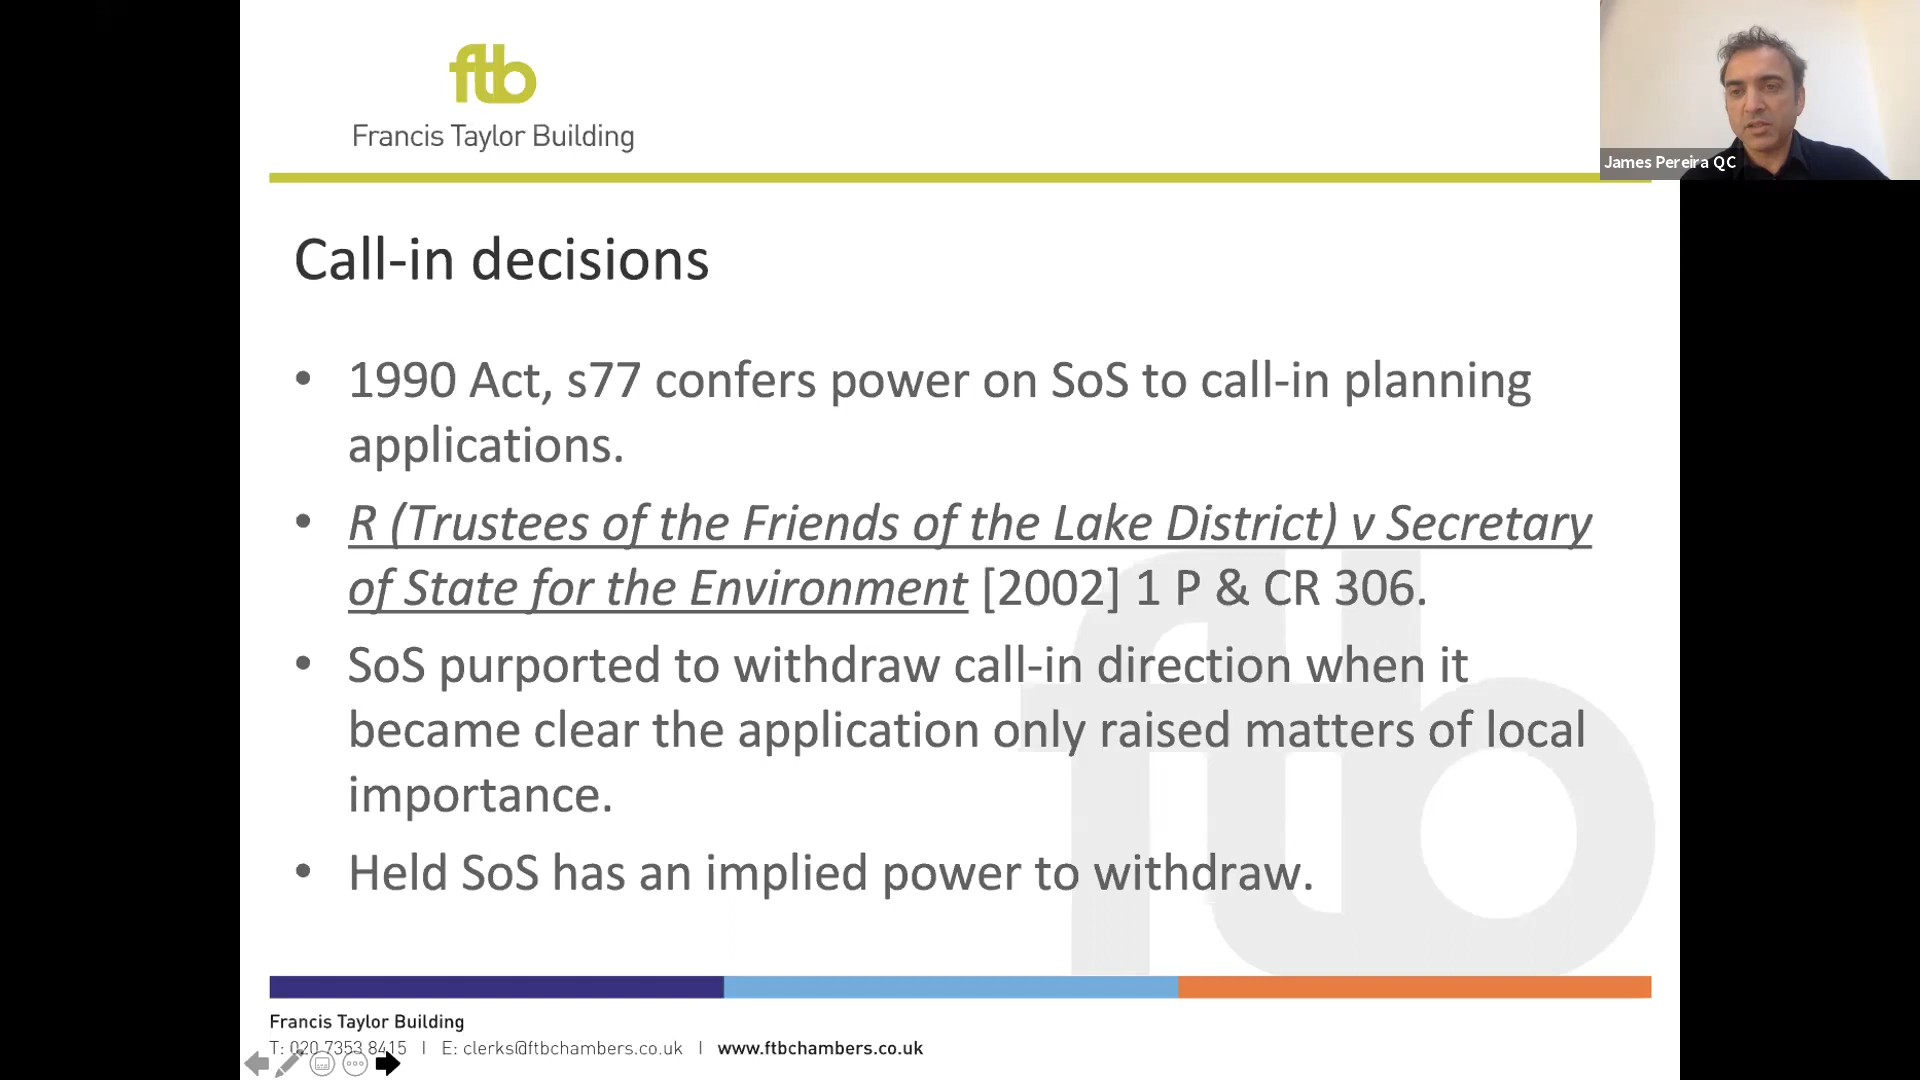 ftb
Francis Taylor Building
James Pereira QC
Call-in decisions
• 1990 Act, s77 confers power on SoS to call-in planning
applications.
• R (Trustees of the Friends of the Lake District) v Secretary
of State for the Environment [2002] 1 P & CR 306.
• SoS purported to withdraw call-in direction when it
became clear the application only raised matters of local
importance.
• Held SoS has an implied power to withdraw.
ftb
Francis Taylor Building
T: 020 7353 8415 | E: clerks@ftbchambers.co.uk | www.ftbchambers.co.uk